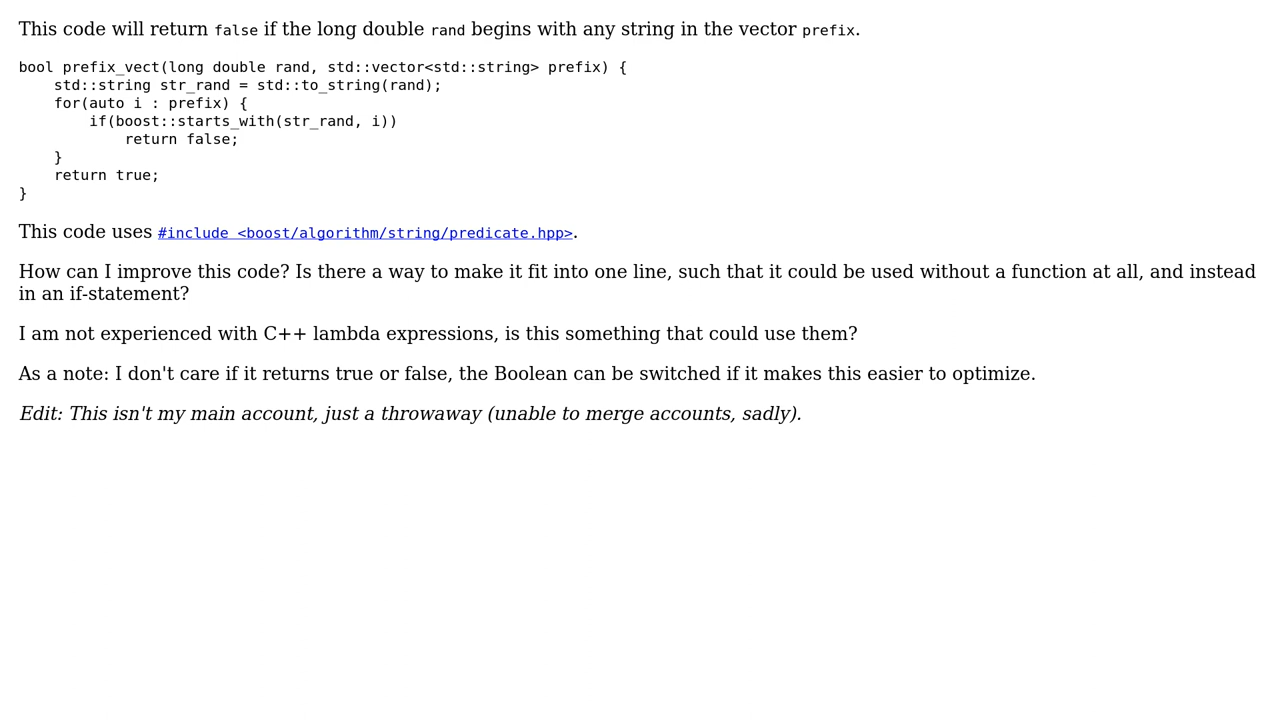 This code will return false if the long double rand begins with any string in the vector prefix.
bool prefix_vect(long double rand, std::vector<std::string> prefix) {
    std::string str_rand = std::to_string(rand);
    for(auto i : prefix) {
        if(boost::starts_with(str_rand, i))
            return false;
    }
    return true;
}
This code uses #include <boost/algorithm/string/predicate.hpp>.
How can I improve this code? Is there a way to make it fit into one line, such that it could be used without a function at all, and instead
in an if-statement?
I am not experienced with C++ lambda expressions, is this something that could use them?
As a note: I don't care if it returns true or false, the Boolean can be switched if it makes this easier to optimize.
Edit: This isn't my main account, just a throwaway (unable to merge accounts, sadly).